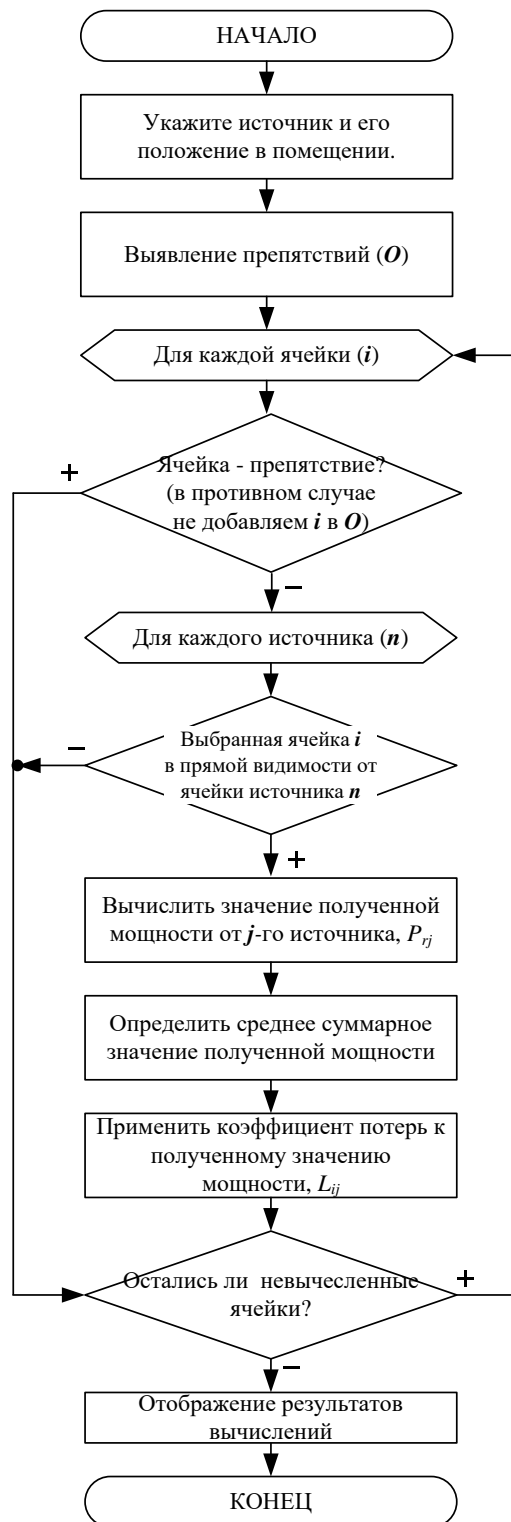 НАЧАЛО
Укажите источник и его
положение в помещении.
Выявление препятствий (O)
Для каждой ячейки (i)
+
Ячейка - препятствие?
(в противном случае
не добавляем i в O)
−
Для каждого источника (n)
−
Выбранная ячейка i
в прямой видимости от
ячейки источника n
+
Вычислить значение полученной
мощности от j-го источника, Prj
Определить среднее суммарное
значение полученной мощности
Применить коэффициент потерь к
полученному значению
мощности, Lij
Остались ли невычесленные
ячейки?
+
−
Отображение результатов
вычислений
КОНЕЦ